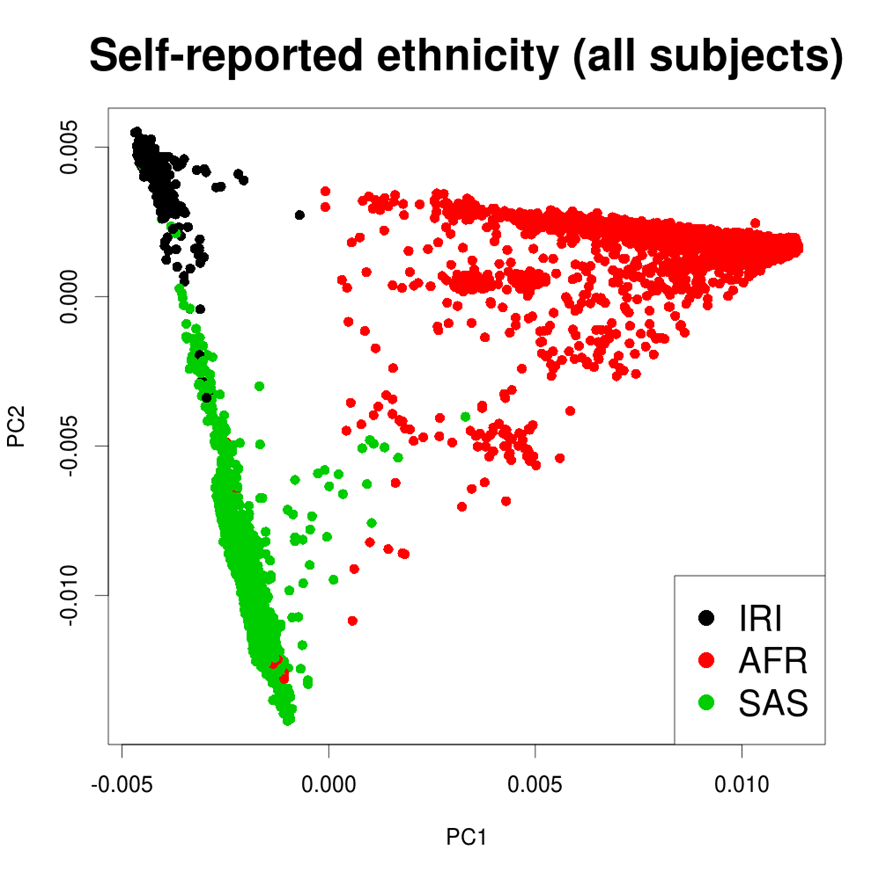 Self-reported ethnicity (all subjects)
0.005
0.000
-0.005
-0.010
PC2
-0.005
0.000
0.005
0.010
PC1
IRI
AFR
SAS